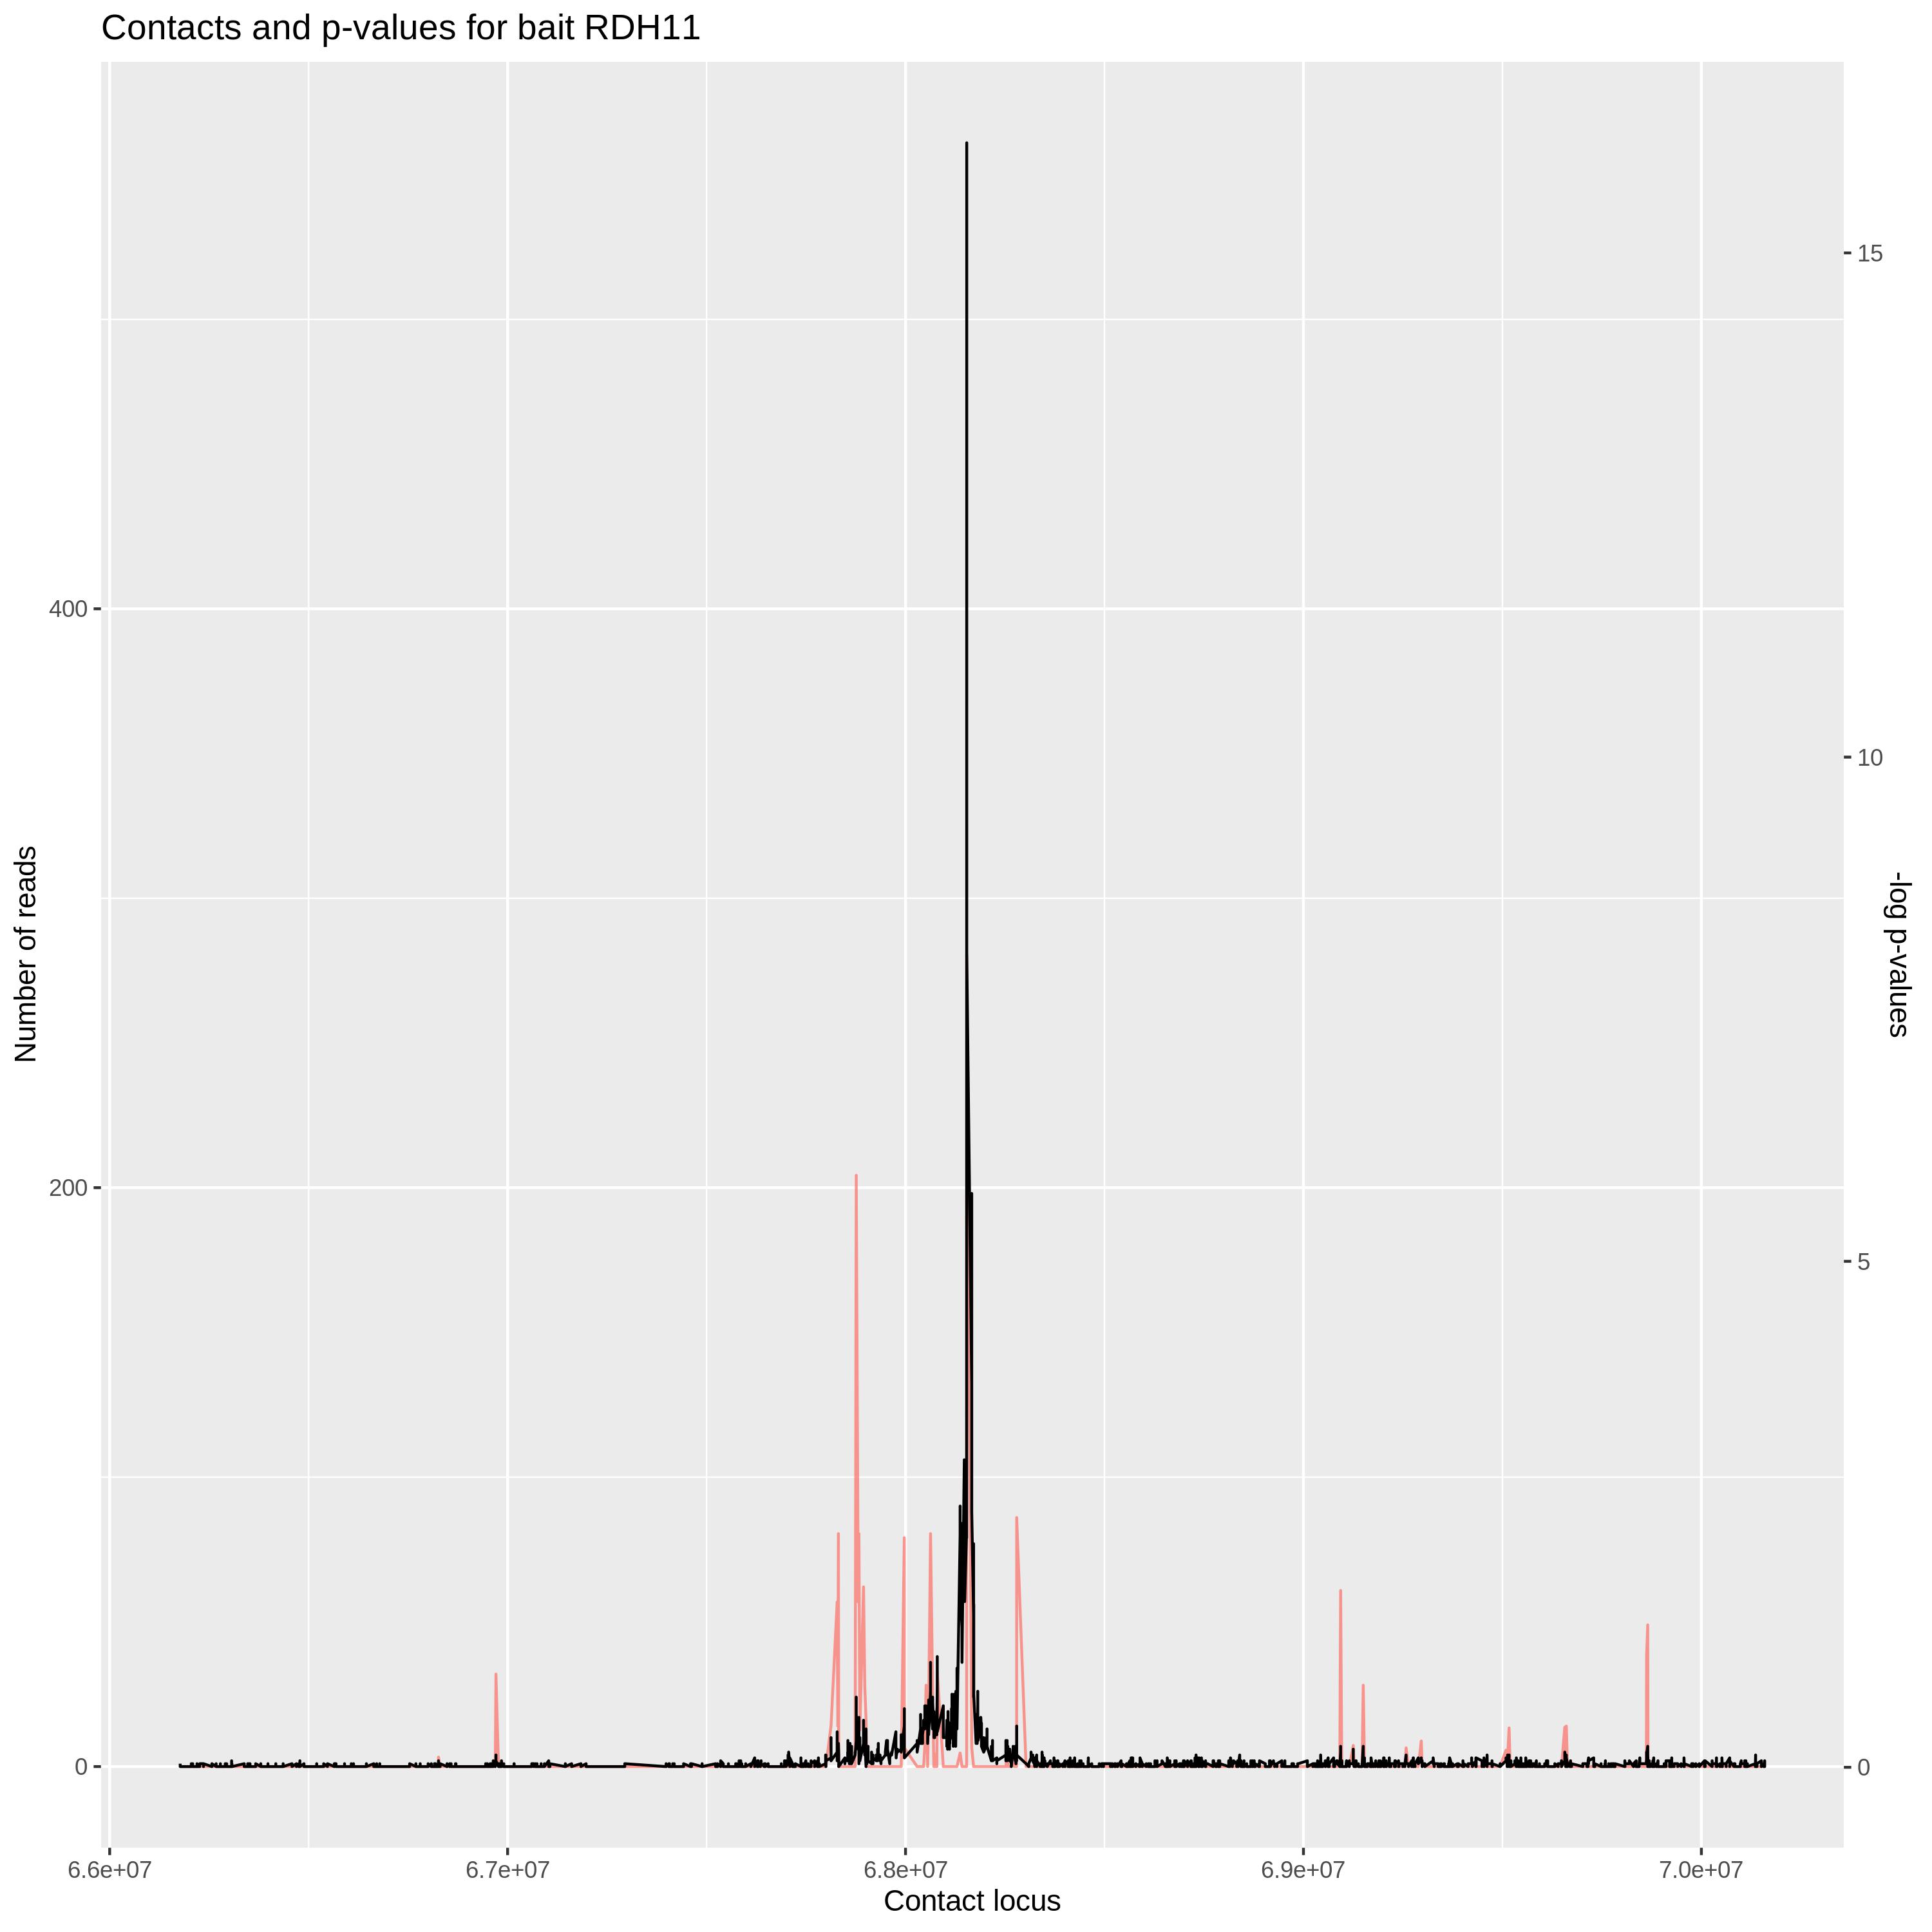 Contacts and p-values for bait RDH11
Number of reads
400
200
0
15
10
5
0
-log p-values
6.6e+07
6.7e+07
6.8e+07
6.9e+07
7.0e+07
Contact locus